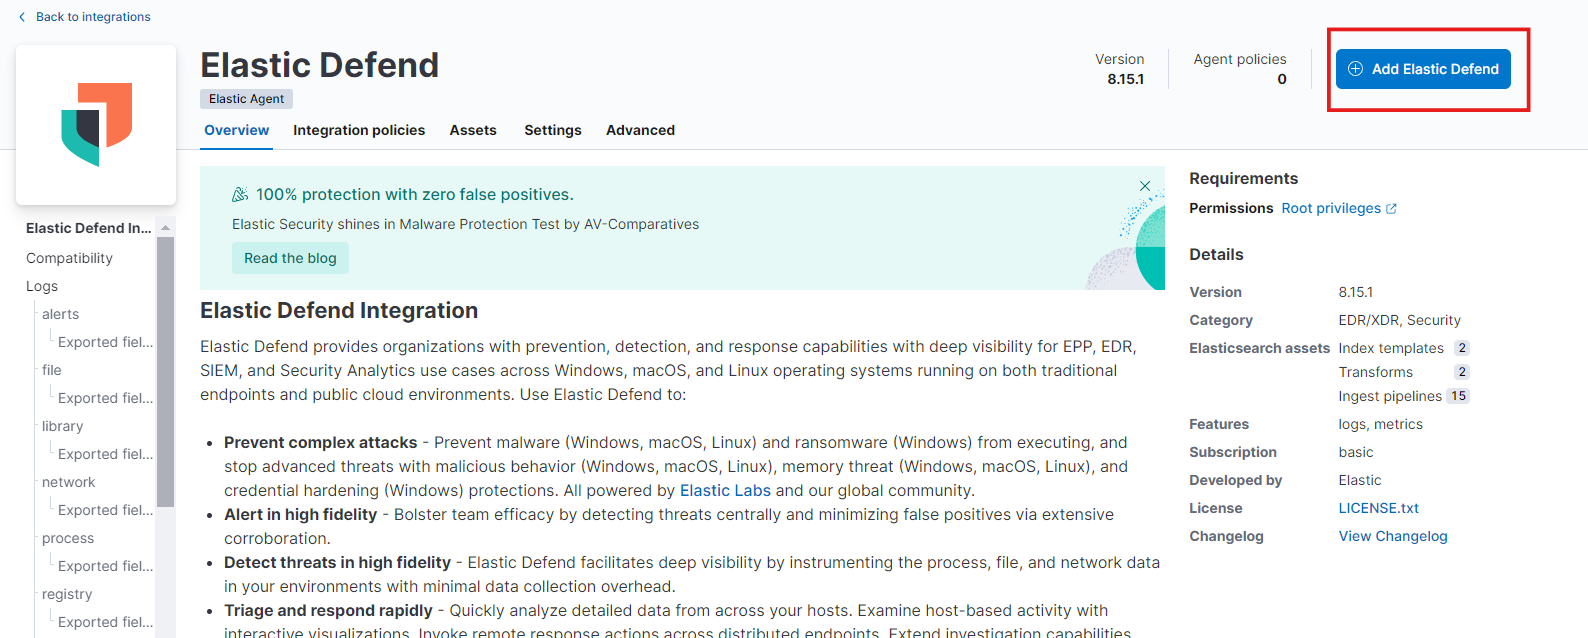 Back to integrations
Elastic Defend
Elastic Agent
Version
8.15.1
Agent policies
0
Add Elastic Defend
Overview
Integration policies
Assets
Settings
Advanced
Elastic Defend In...
Compatibility
Logs
alerts
Exported fiel...
file
Exported fiel...
library
Exported fiel...
network
Exported fiel...
process
Exported fiel...
registry
Exported fiel...
100% protection with zero false positives.
Elastic Security shines in Malware Protection Test by AV-Comparatives
Read the blog
Elastic Defend Integration
Elastic Defend provides organizations with prevention, detection, and response capabilities with deep visibility for EPP, EDR,
SIEM, and Security Analytics use cases across Windows, macOS, and Linux operating systems running on both traditional
endpoints and public cloud environments. Use Elastic Defend to:
• Prevent complex attacks - Prevent malware (Windows, macOS, Linux) and ransomware (Windows) from executing, and
stop advanced threats with malicious behavior (Windows, macOS, Linux), memory threat (Windows, macOS, Linux), and
credential hardening (Windows) protections. All powered by Elastic Labs and our global community.
• Alert in high fidelity - Bolster team efficacy by detecting threats centrally and minimizing false positives via extensive
corroboration.
• Detect threats in high fidelity - Elastic Defend facilitates deep visibility by instrumenting the process, file, and network data
in your environments with minimal data collection overhead.
• Triage and respond rapidly - Quickly analyze detailed data from across your hosts. Examine host-based activity with
interactive visualizations. Invoke remote response actions across distributed endpoints. Extend investigation capabilities
Requirements
Permissions Root privileges
Details
Version 8.15.1
Category EDR/XDR, Security
Elasticsearch assets Index templates 2
Transforms 2
Ingest pipelines 15
Features logs, metrics
Subscription basic
Developed by Elastic
License LICENSE.txt
Changelog View Changelog